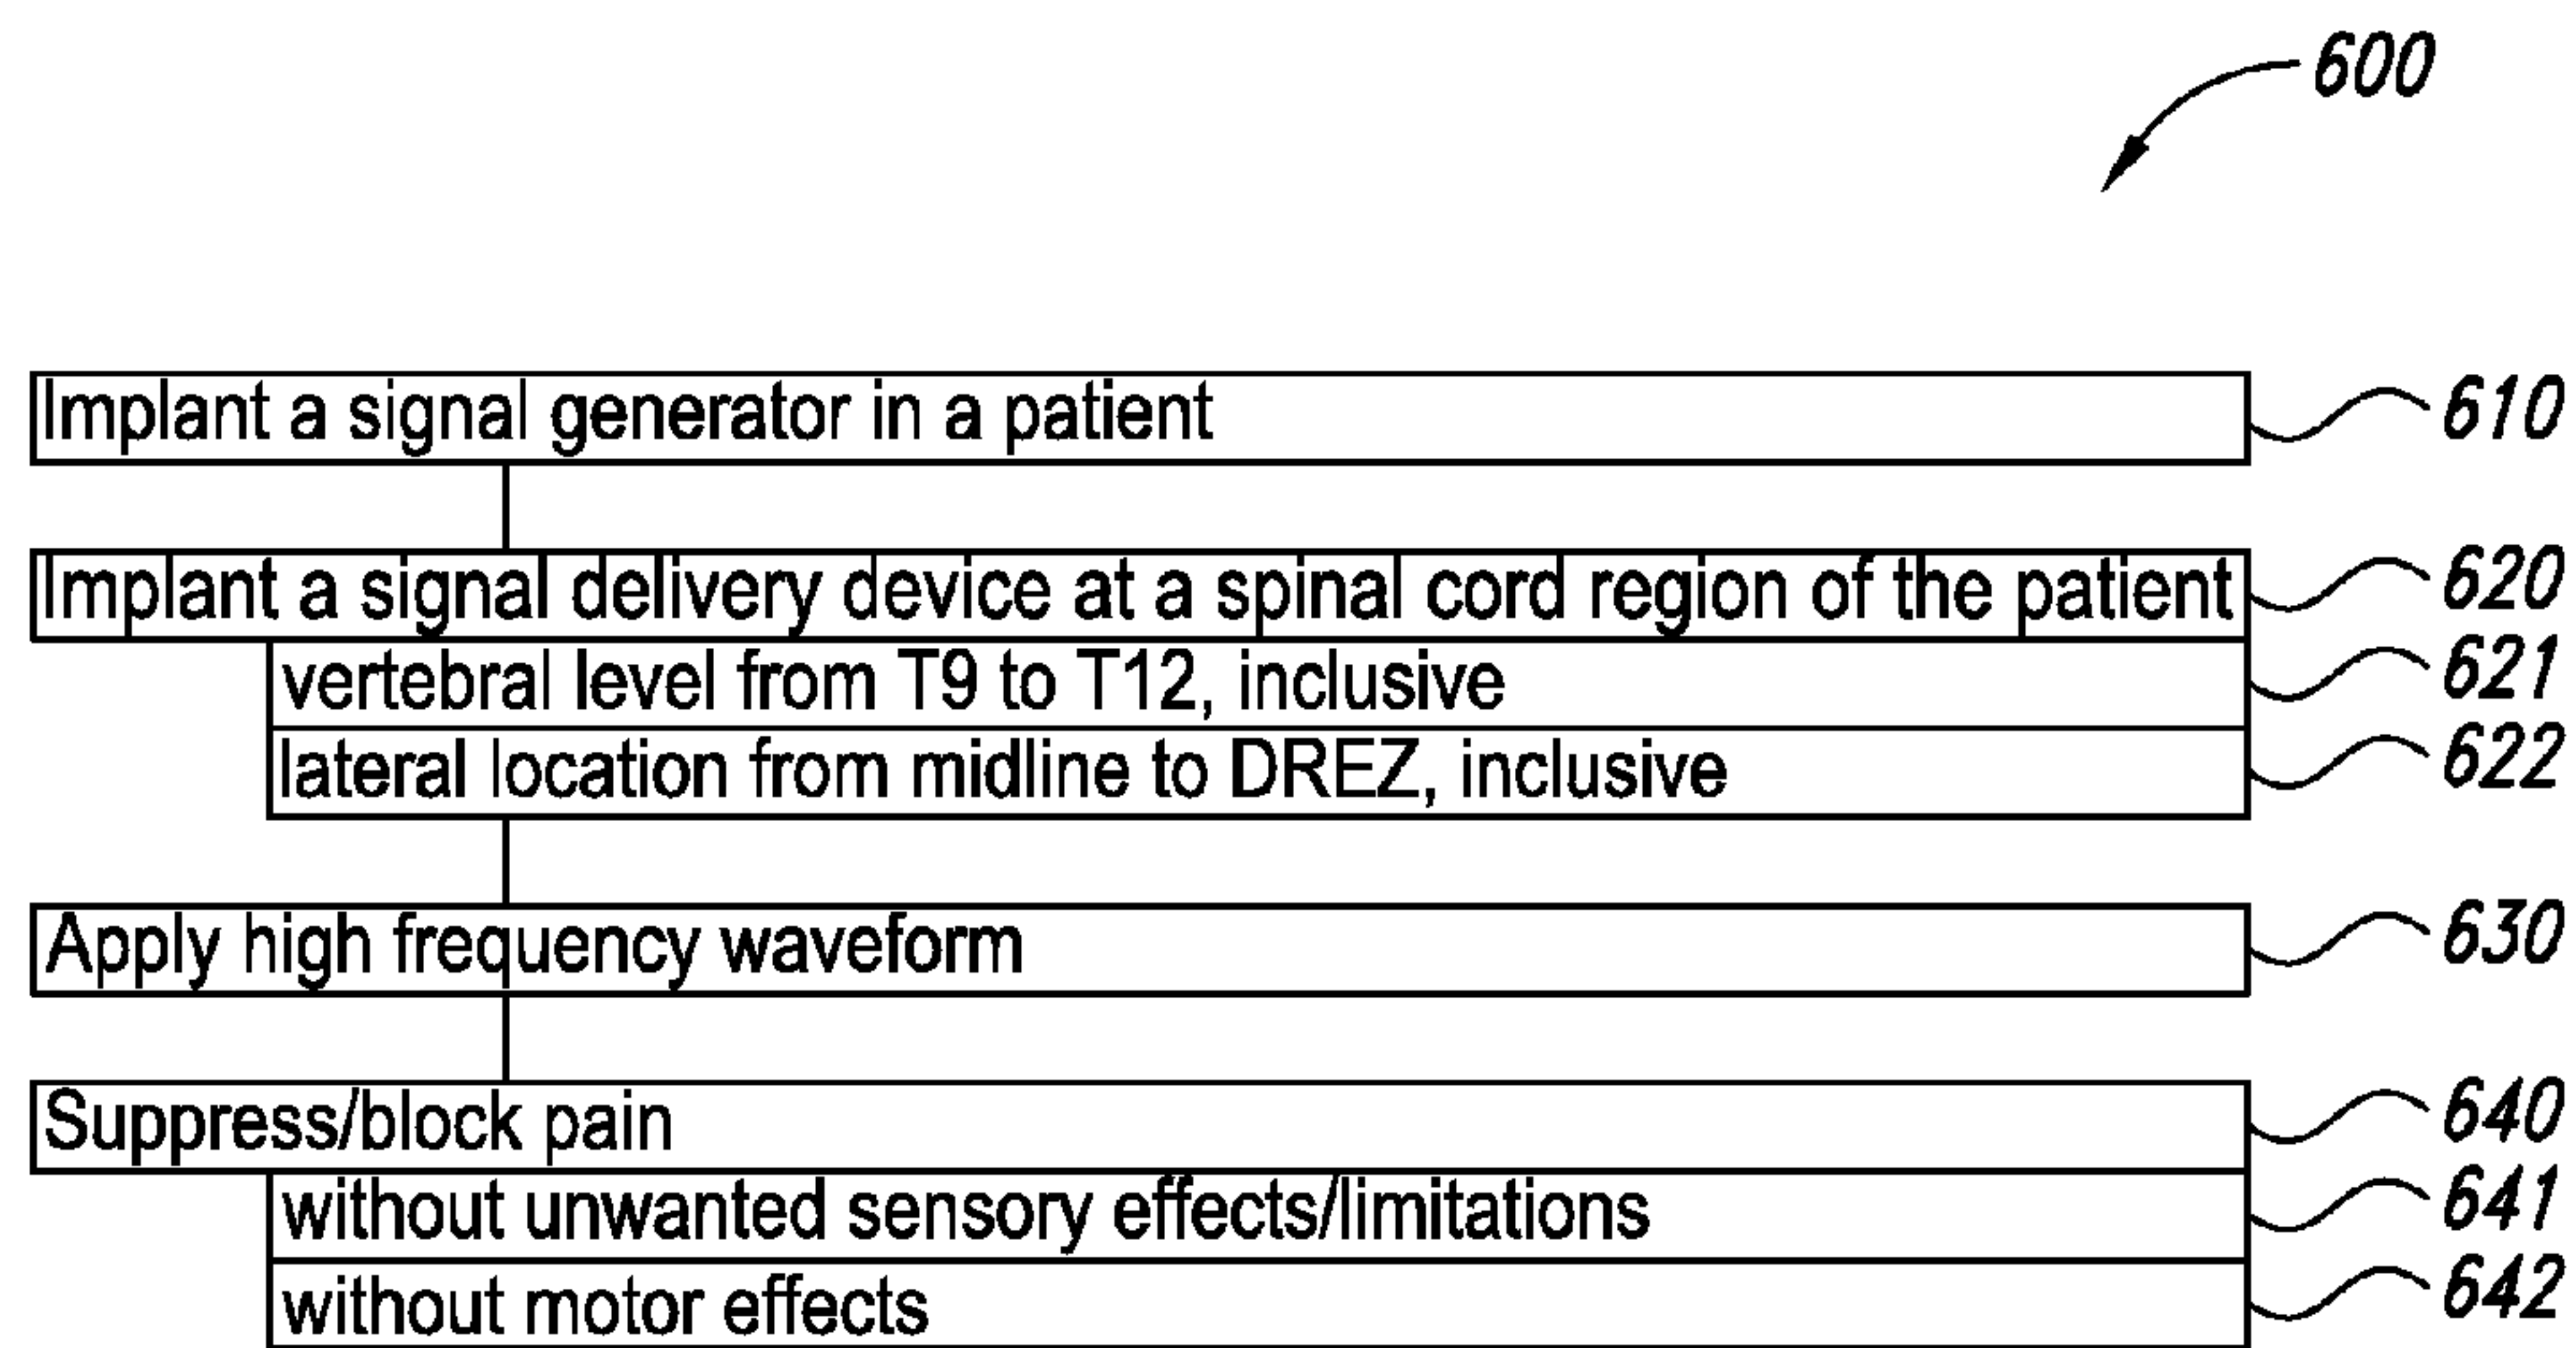 600
Implant a signal generator in a patient 610
Implant a signal delivery device at a spinal cord region of the patient 620
vertebral level from T9 to T12, inclusive 621
lateral location from midline to DREZ, inclusive 622
Apply high frequency waveform 630
Suppress/block pain 640
without unwanted sensory effects/limitations 641
without motor effects 642